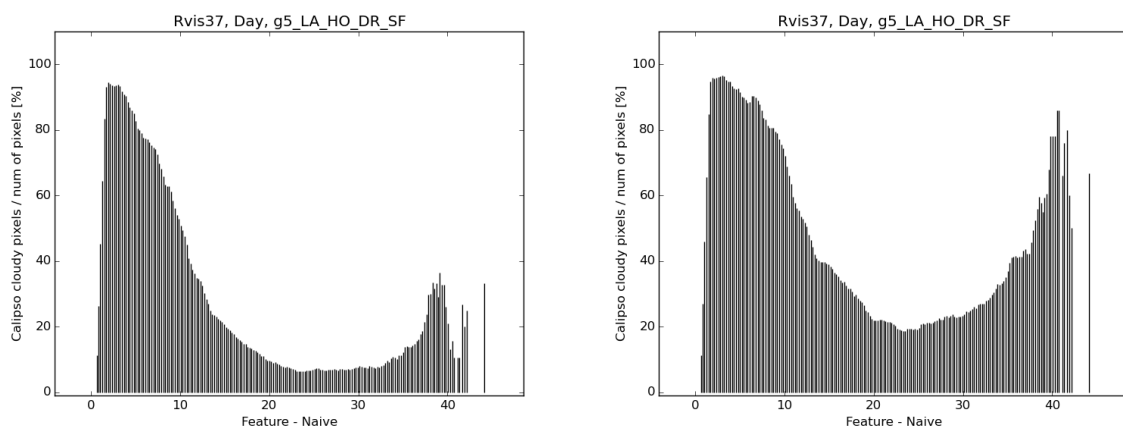 Rvis37, Day, g5_LA_HO_DR_SF
Calipso cloudy pixels / num of pixels [%]
100
80
60
40
20
0
0 10 20 30 40
Feature - Naive
Rvis37, Day, g5_LA_HO_DR_SF
Calipso cloudy pixels / num of pixels [%]
100
80
60
40
20
0
0 10 20 30 40
Feature - Naive